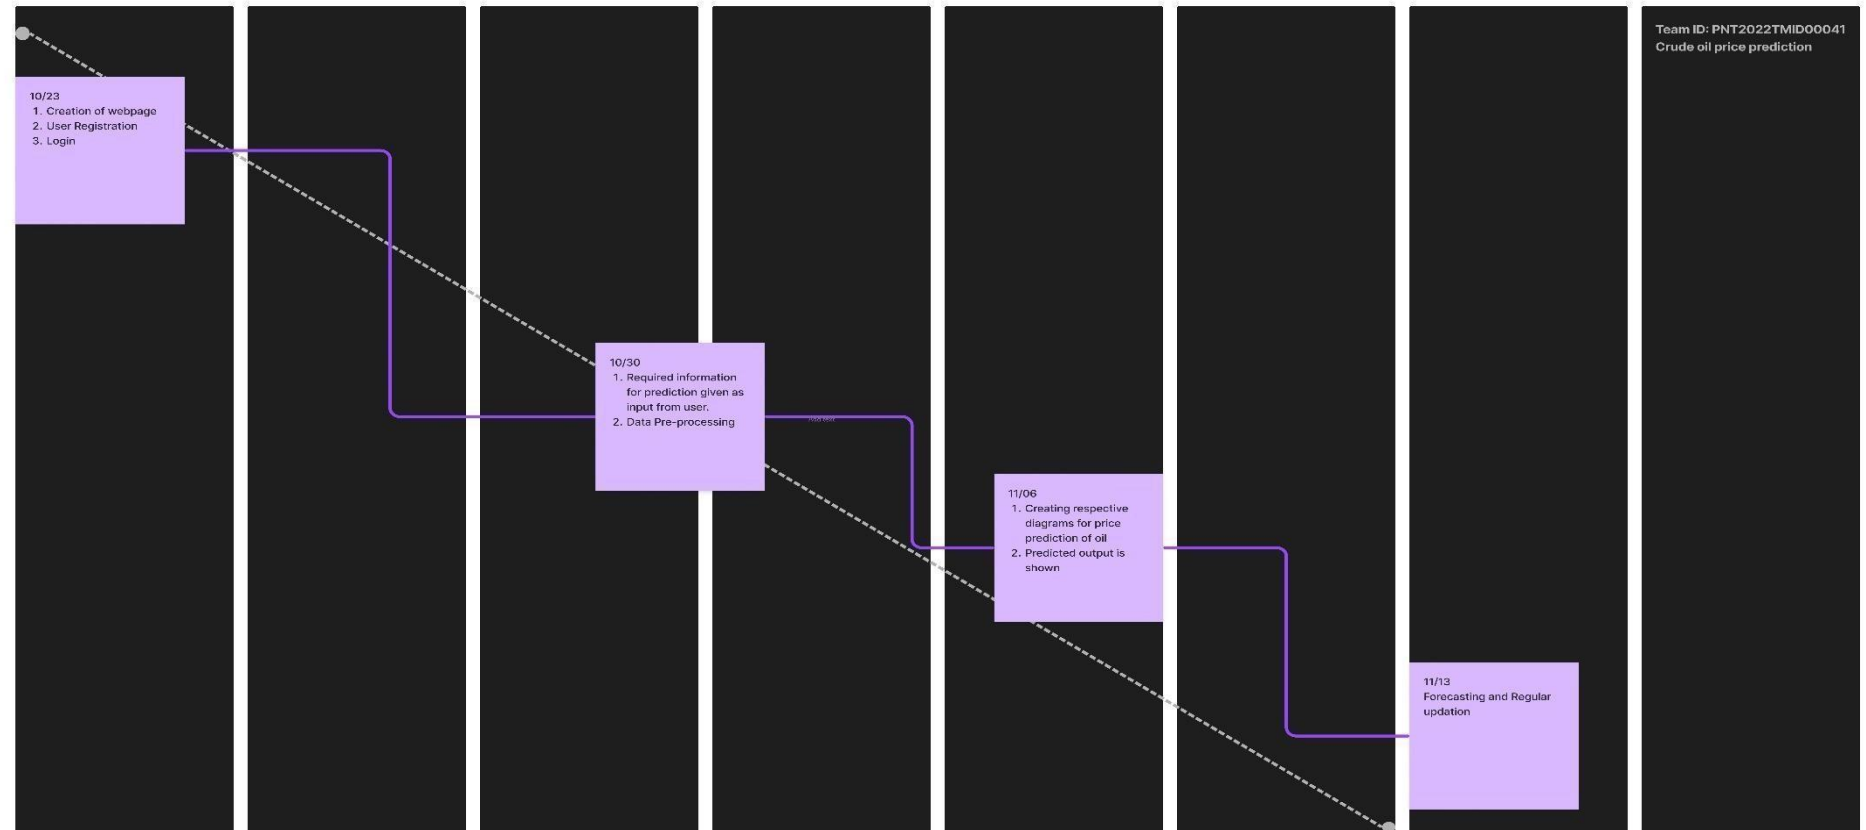 Team ID: PNT2022TMID00041
Crude oil price prediction
10/23
1. Creation of webpage
2. User Registration
3. Login
10/30
1. Required information
for prediction given as
input from user.
2. Data Pre-processing
Add text
11/06
1. Creating respective
diagrams for price
prediction of oil
2. Predicted output is
shown
11/13
Forecasting and Regular
updation